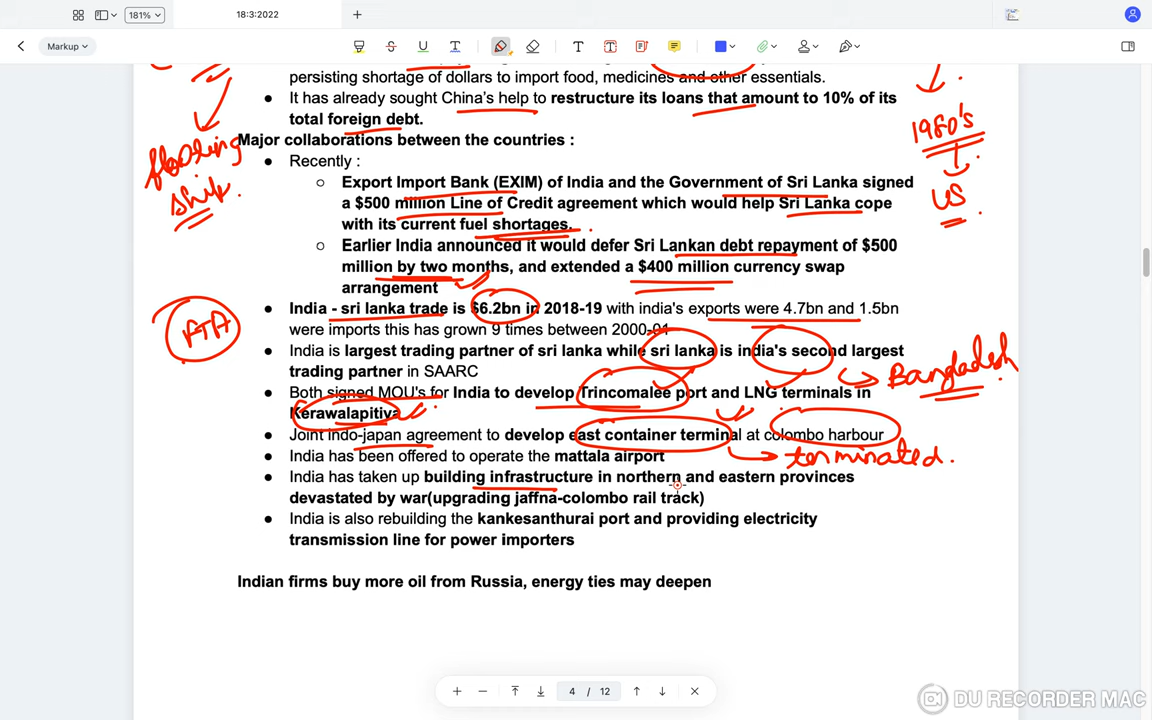 181%
18:3:2022
Markup
persisting shortage of dollars to import food, medicines and other essentials.
● It has already sought China's help to restructure its loans that amount to 10% of its
total foreign debt.
1980's
US
floating
ship.
Major collaborations between the countries :
● Recently :
○ Export Import Bank (EXIM) of India and the Government of Sri Lanka signed
a $500 million Line of Credit agreement which would help Sri Lanka cope
with its current fuel shortages.
○ Earlier India announced it would defer Sri Lankan debt repayment of $500
million by two months, and extended a $400 million currency swap
arrangement
FTA
● India - sri lanka trade is $6.2bn in 2018-19 with india's exports were 4.7bn and 1.5bn
were imports this has grown 9 times between 2000-01
● India is largest trading partner of sri lanka while sri lanka is india's second largest
trading partner in SAARC
Bangladesh
● Both signed MOU's for India to develop Trincomalee port and LNG terminals in
Kerawalapitiya
● Joint Indo-japan agreement to develop east container terminal at colombo harbour
terminated.
● India has been offered to operate the mattala airport
● India has taken up building infrastructure in northern and eastern provinces
devastated by war(upgrading jaffna-colombo rail track)
● India is also rebuilding the kankesanthurai port and providing electricity
transmission line for power importers
Indian firms buy more oil from Russia, energy ties may deepen
4 / 12
DU RECORDER MAC